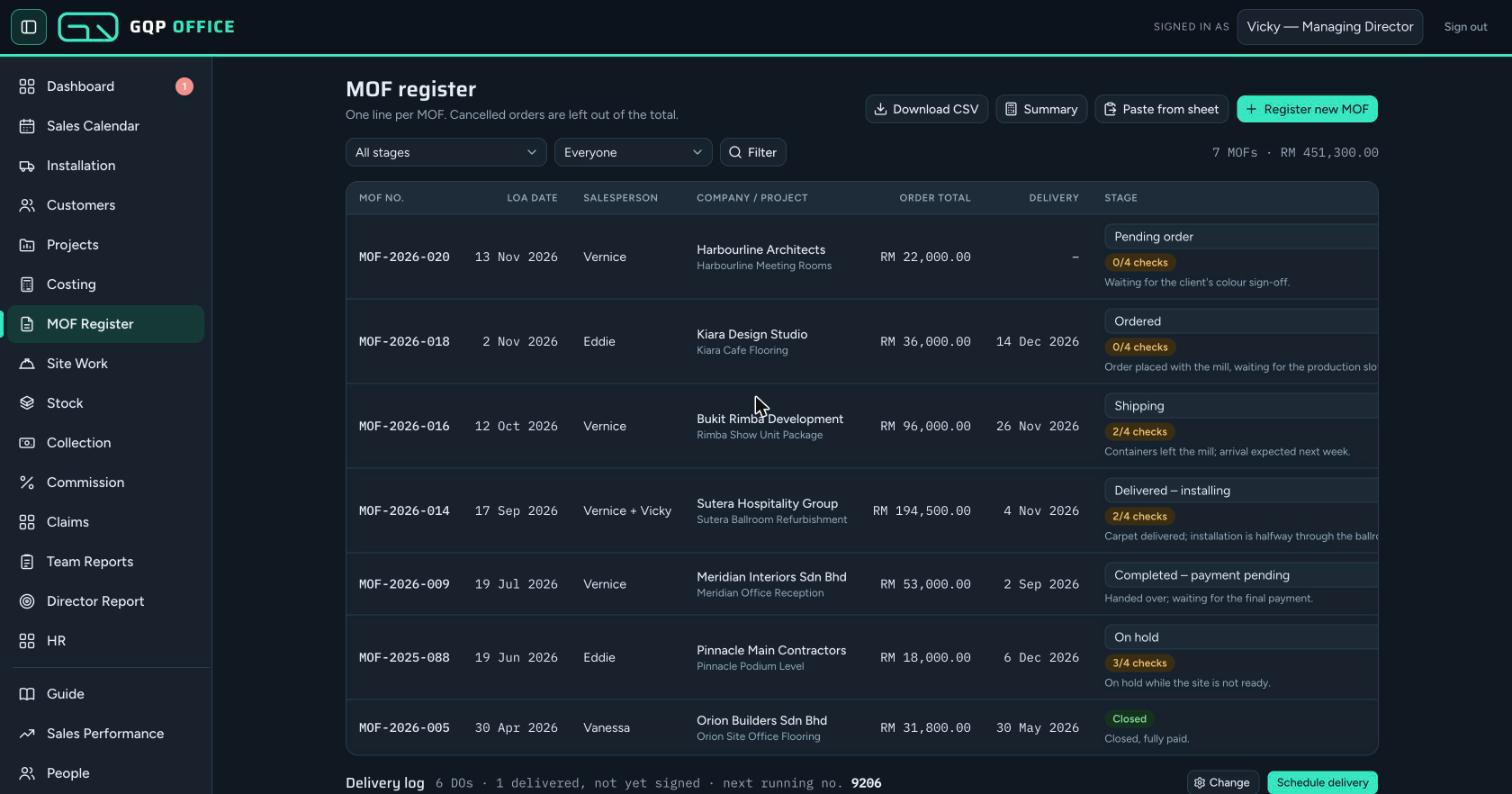 GQP OFFICE
SIGNED IN AS Vicky — Managing Director Sign out
Dashboard 1
Sales Calendar
Installation
Customers
Projects
Costing
MOF Register
Site Work
Stock
Collection
Commission
Claims
Team Reports
Director Report
HR
Guide
Sales Performance
People
MOF register
One line per MOF. Cancelled orders are left out of the total.
Download CSV Summary Paste from sheet + Register new MOF
All stages Everyone Filter 7 MOFs · RM 451,300.00
MOF NO. LOA DATE SALESPERSON COMPANY / PROJECT ORDER TOTAL DELIVERY STAGE
MOF-2026-020 13 Nov 2026 Vernice Harbourline Architects RM 22,000.00 – Pending order
Harbourline Meeting Rooms 0/4 checks
Waiting for the client's colour sign-off.
MOF-2026-018 2 Nov 2026 Eddie Kiara Design Studio RM 36,000.00 14 Dec 2026 Ordered
Kiara Cafe Flooring 0/4 checks
Order placed with the mill, waiting for the production slo
MOF-2026-016 12 Oct 2026 Vernice Bukit Rimba Development RM 96,000.00 26 Nov 2026 Shipping
Rimba Show Unit Package 2/4 checks
Containers left the mill; arrival expected next week.
MOF-2026-014 17 Sep 2026 Vernice + Vicky Sutera Hospitality Group RM 194,500.00 4 Nov 2026 Delivered – installing
Sutera Ballroom Refurbishment 2/4 checks
Carpet delivered; installation is halfway through the ballro
MOF-2026-009 19 Jul 2026 Vernice Meridian Interiors Sdn Bhd RM 53,000.00 2 Sep 2026 Completed – payment pending
Meridian Office Reception
Handed over; waiting for the final payment.
MOF-2025-088 19 Jun 2026 Eddie Pinnacle Main Contractors RM 18,000.00 6 Dec 2026 On hold
Pinnacle Podium Level 3/4 checks
On hold while the site is not ready.
MOF-2026-005 30 Apr 2026 Vanessa Orion Builders Sdn Bhd RM 31,800.00 30 May 2026 Closed
Orion Site Office Flooring
Closed, fully paid.
Delivery log 6 DOs · 1 delivered, not yet signed · next running no. 9206 Change Schedule delivery